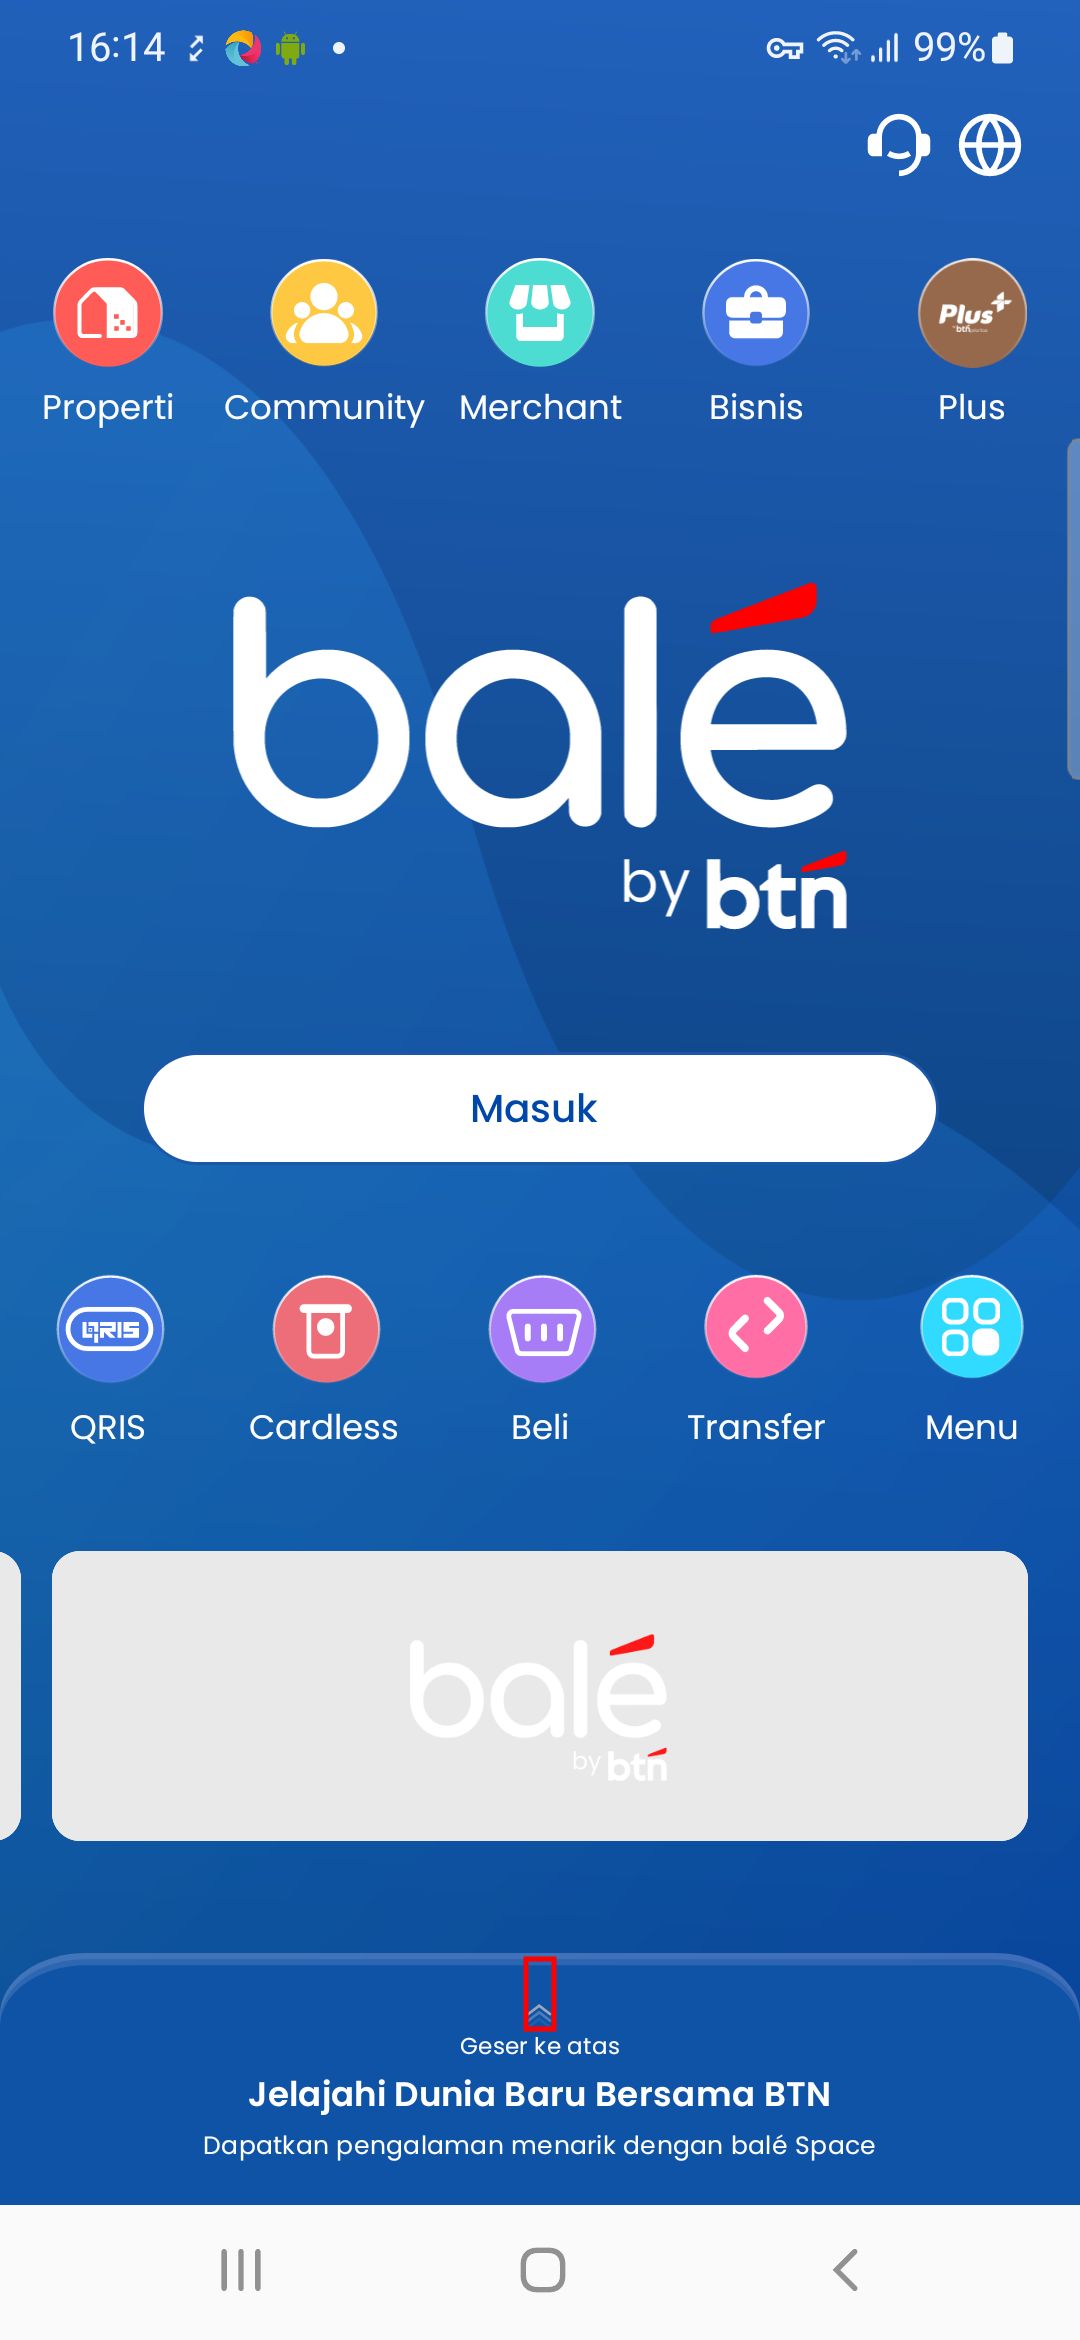 16:14
99%
Properti
Community
Merchant
Bisnis
Plus
Plus+
balé
by btn
Masuk
QRIS
QRIS
Cardless
Beli
Transfer
Menu
balé
by btn
Geser ke atas
Jelajahi Dunia Baru Bersama BTN
Dapatkan pengalaman menarik dengan balé Space